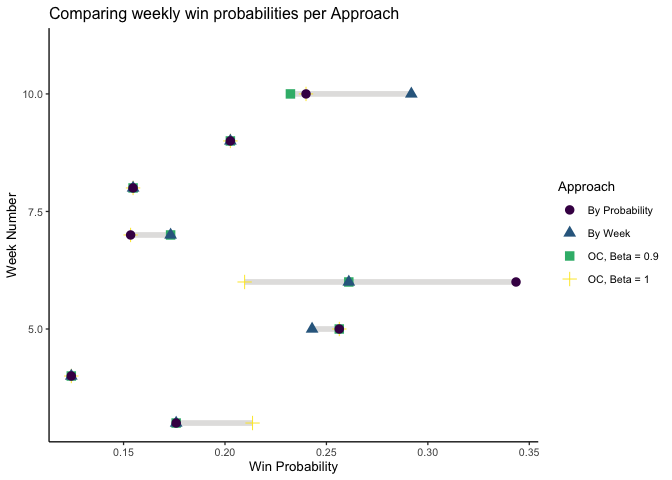 Comparing weekly win probabilities per Approach
10.0
7.5
5.0
Week Number
0.15
0.20
0.25
0.30
0.35
Win Probability
Approach
By Probability
By Week
OC, Beta = 0.9
OC, Beta = 1